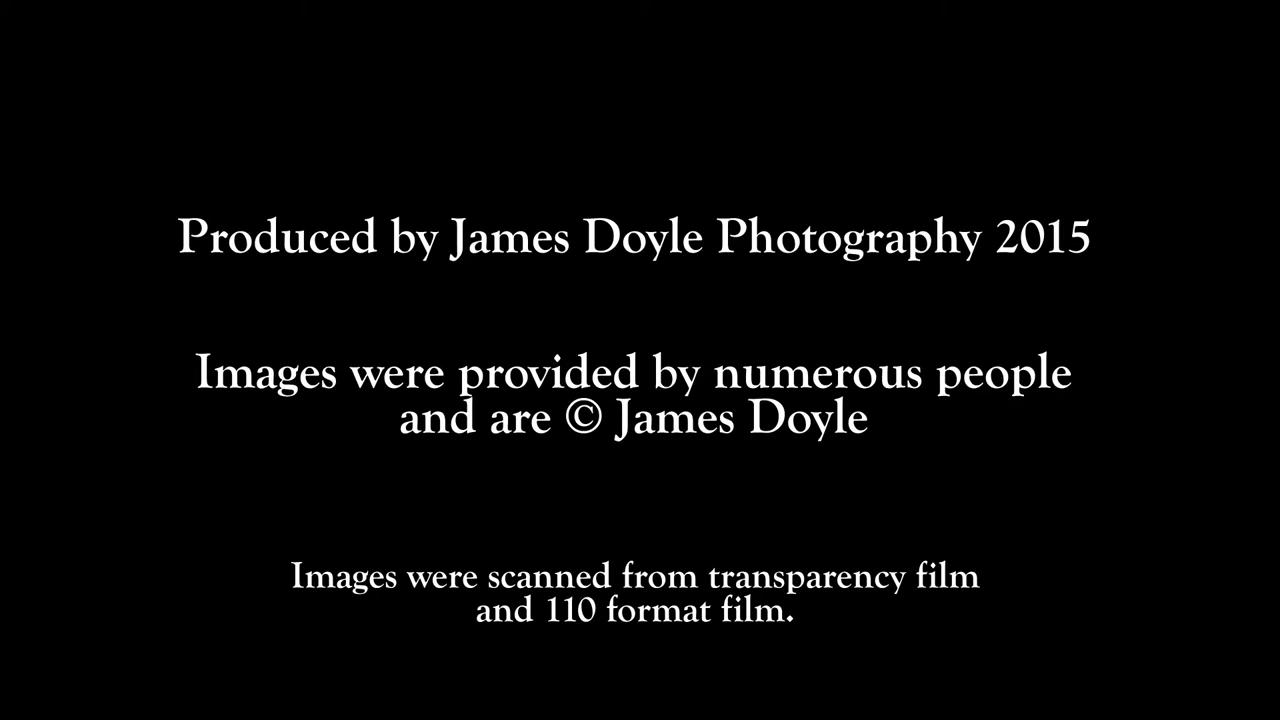 Produced by James Doyle Photography 2015
Images were provided by numerous people
and are © James Doyle
Images were scanned from transparency film
and 110 format film.